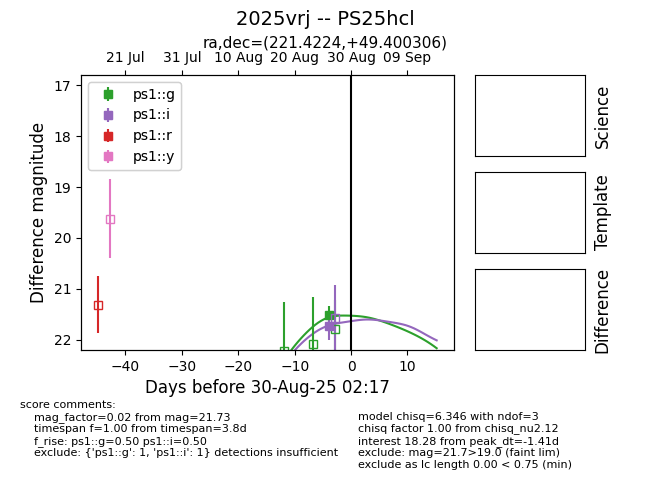 2025vrj -- PS25hcl
ra,dec=(221.4224,+49.400306)
21 Jul 31 Jul 10 Aug 20 Aug 30 Aug 09 Sep
17
18
19
20
21
22
Difference magnitude
ps1::g
ps1::i
ps1::r
ps1::y
−40 −30 −20 −10 0 10
Days before 30-Aug-25 02:17
Science
Template
Difference
score comments:
mag_factor=0.02 from mag=21.73
timespan f=1.00 from timespan=3.8d
f_rise: ps1::g=0.50 ps1::i=0.50
exclude: {'ps1::g': 1, 'ps1::i': 1} detections insufficient
model chisq=6.346 with ndof=3
chisq factor 1.00 from chisq_nu2.12
interest 18.28 from peak_dt=-1.41d
exclude: mag=21.7>19.0 (faint lim)
exclude as lc length 0.00 < 0.75 (min)